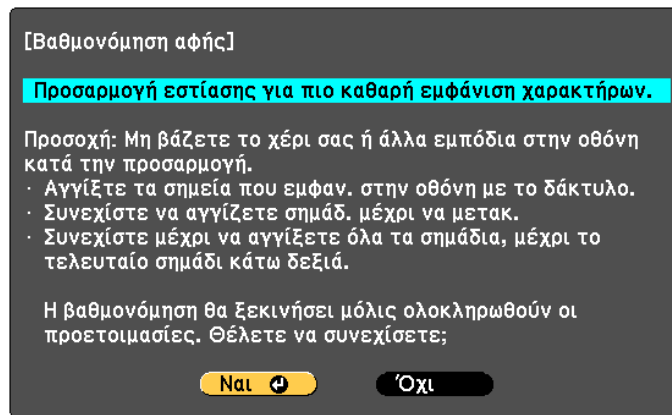 [Βαθμονόμηση αφής]
Προσαρμογή εστίασης για πιο καθαρή εμφάνιση χαρακτήρων.
Προσοχή: Μη βάζετε το χέρι σας ή άλλα εμπόδια στην οθόνη
κατά την προσαρμογή.
· Αγγίξτε τα σημεία που εμφαν. στην οθόνη με το δάκτυλο.
· Συνεχίστε να αγγίζετε σημάδ. μέχρι να μετακ.
· Συνεχίστε μέχρι να αγγίξετε όλα τα σημάδια, μέχρι το
τελευταίο σημάδι κάτω δεξιά.
Η βαθμονόμηση θα ξεκινήσει μόλις ολοκληρωθούν οι
προετοιμασίες. Θέλετε να συνεχίσετε;
Ναι Όχι